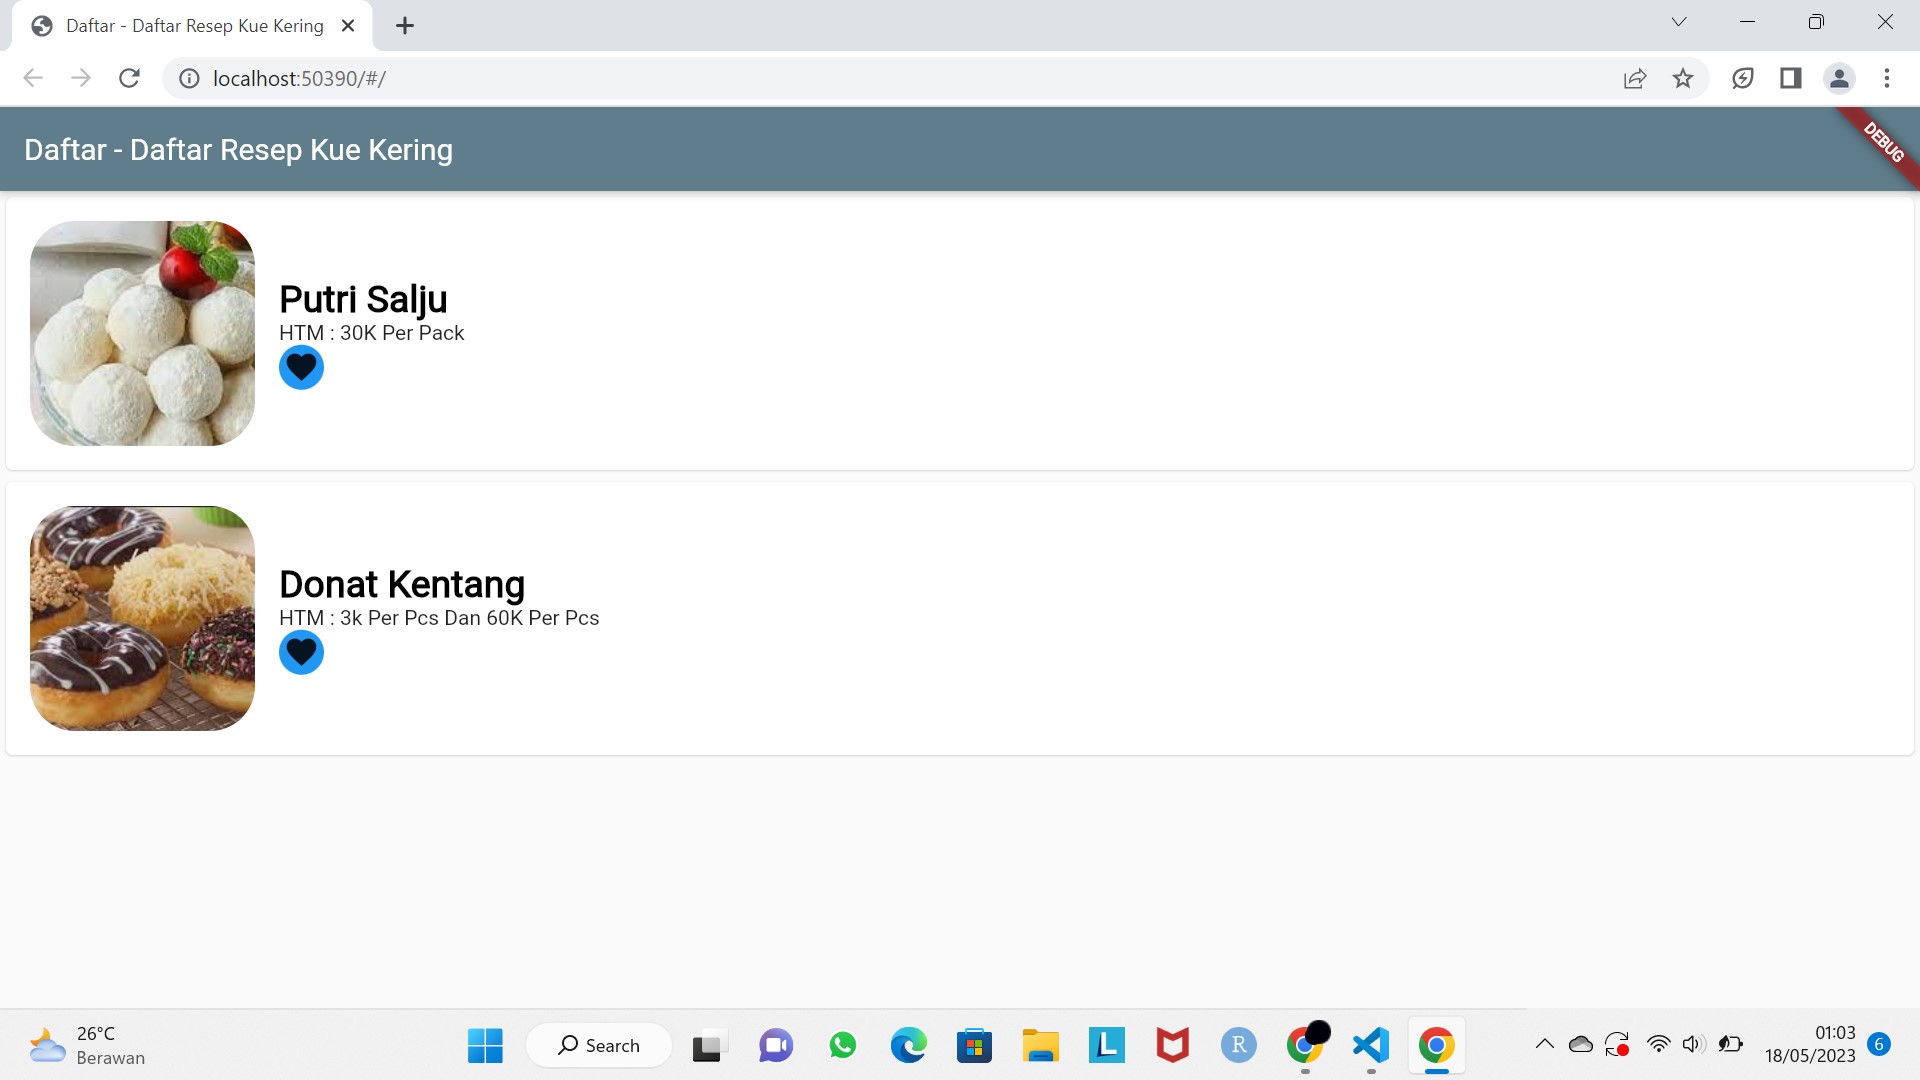 Daftar - Daftar Resep Kue Kering
localhost:50390/#/
Daftar - Daftar Resep Kue Kering
DEBUG
Putri Salju
HTM : 30K Per Pack
Donat Kentang
HTM : 3k Per Pcs Dan 60K Per Pcs
26°C
Berawan
Search
L
R
01:03
18/05/2023
6